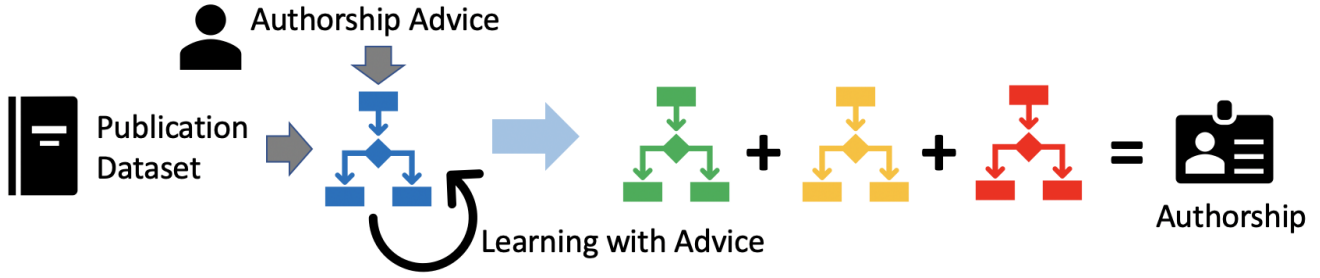 Authorship Advice
Publication
Dataset
Learning with Advice
+
+
=
Authorship